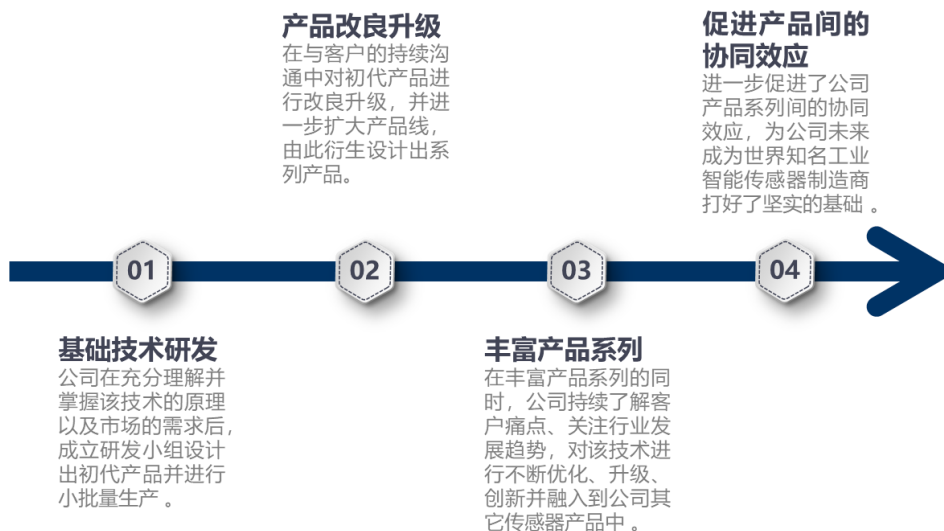 产品改良升级
在与客户的持续沟
通中对初代产品进
行改良升级，并进
一步扩大产品线，
由此衍生设计出系
列产品。
促进产品间的
协同效应
进一步促进了公司
产品系列间的协同
效应，为公司未来
成为世界知名工业
智能传感器制造商
打好了坚实的基础 。
01
02
03
04
基础技术研发
公司在充分理解并
掌握该技术的原理
以及市场的需求后，
成立研发小组设计
出初代产品并进行
小批量生产 。
丰富产品系列
在丰富产品系列的同
时，公司持续了解客
户痛点、关注行业发
展趋势，对该技术进
行不断优化、升级、
创新并融入到公司其
它传感器产品中 。